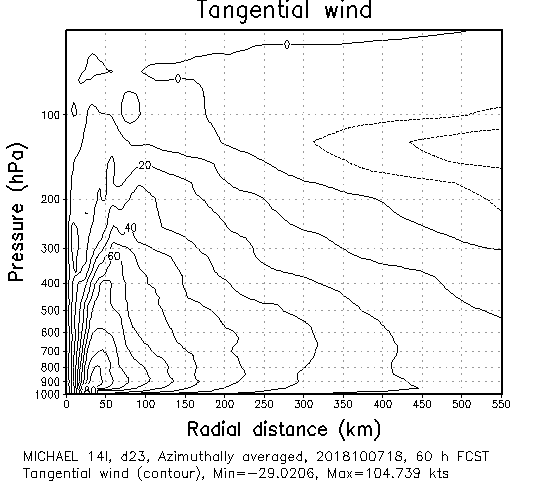 Tangential wind
0
0
100
20
200
40
300
60
400
500
600
700
800
900
80
1000
0 50 100 150 200 250 300 350 400 450 500 550
Pressure (hPa)
Radial distance (km)
MICHAEL 14l, d23, Azimuthally averaged, 2018100718, 60 h FCST
Tangential wind (contour), Min=−29.0206, Max=104.739 kts